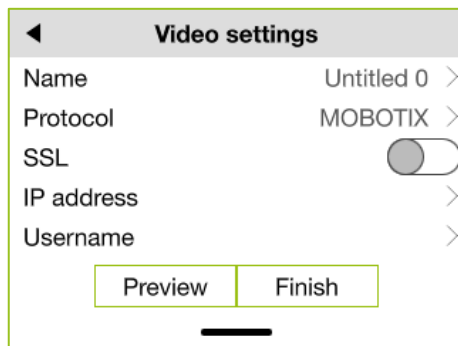 Video settings
Name Untitled 0
Protocol MOBOTIX
SSL
IP address
Username
Preview Finish